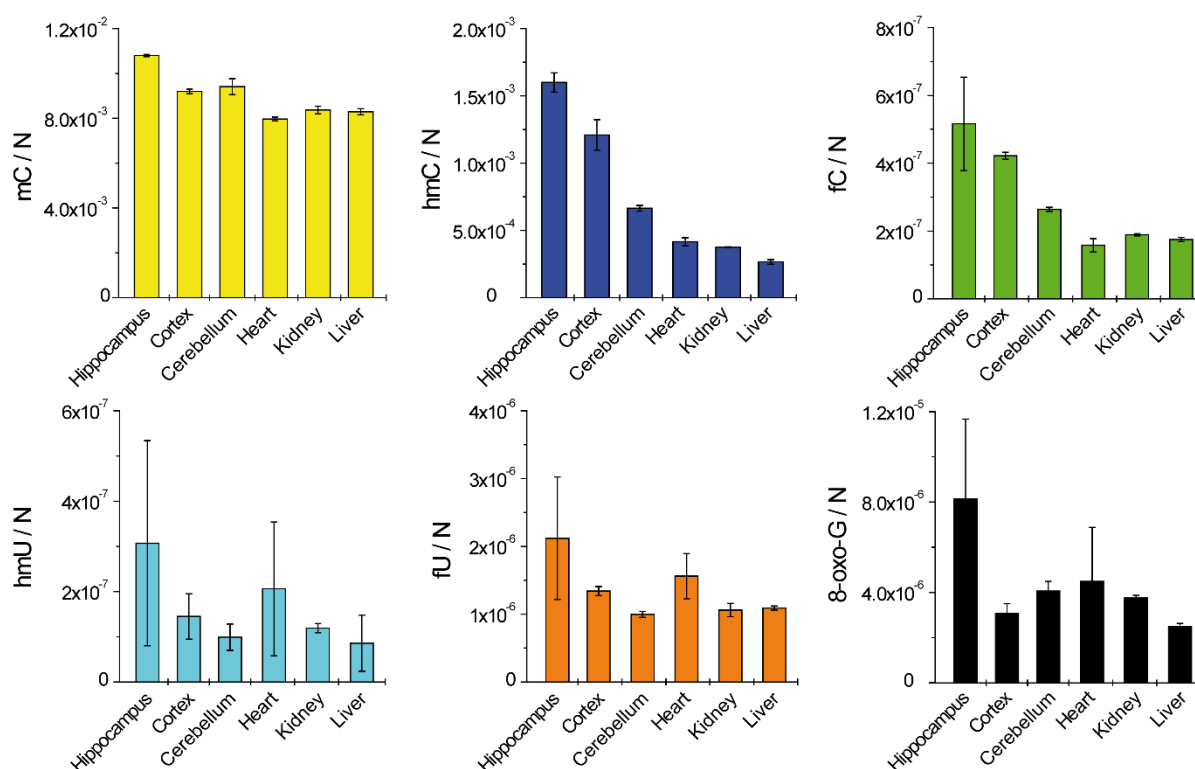 1.2x10⁻²
8.0x10⁻³
4.0x10⁻³
0
mC / N
Hippocampus
Cortex
Cerebellum
Heart
Kidney
Liver
2.0x10⁻³
1.5x10⁻³
1.0x10⁻³
5.0x10⁻⁴
0
hmC / N
Hippocampus
Cortex
Cerebellum
Heart
Kidney
Liver
8x10⁻⁷
6x10⁻⁷
4x10⁻⁷
2x10⁻⁷
0
fC / N
Hippocampus
Cortex
Cerebellum
Heart
Kidney
Liver
6x10⁻⁷
4x10⁻⁷
2x10⁻⁷
0
hmU / N
Hippocampus
Cortex
Cerebellum
Heart
Kidney
Liver
4x10⁻⁶
3x10⁻⁶
2x10⁻⁶
1x10⁻⁶
0
fU / N
Hippocampus
Cortex
Cerebellum
Heart
Kidney
Liver
1.2x10⁻⁵
8.0x10⁻⁶
4.0x10⁻⁶
0
8-oxo-G / N
Hippocampus
Cortex
Cerebellum
Heart
Kidney
Liver